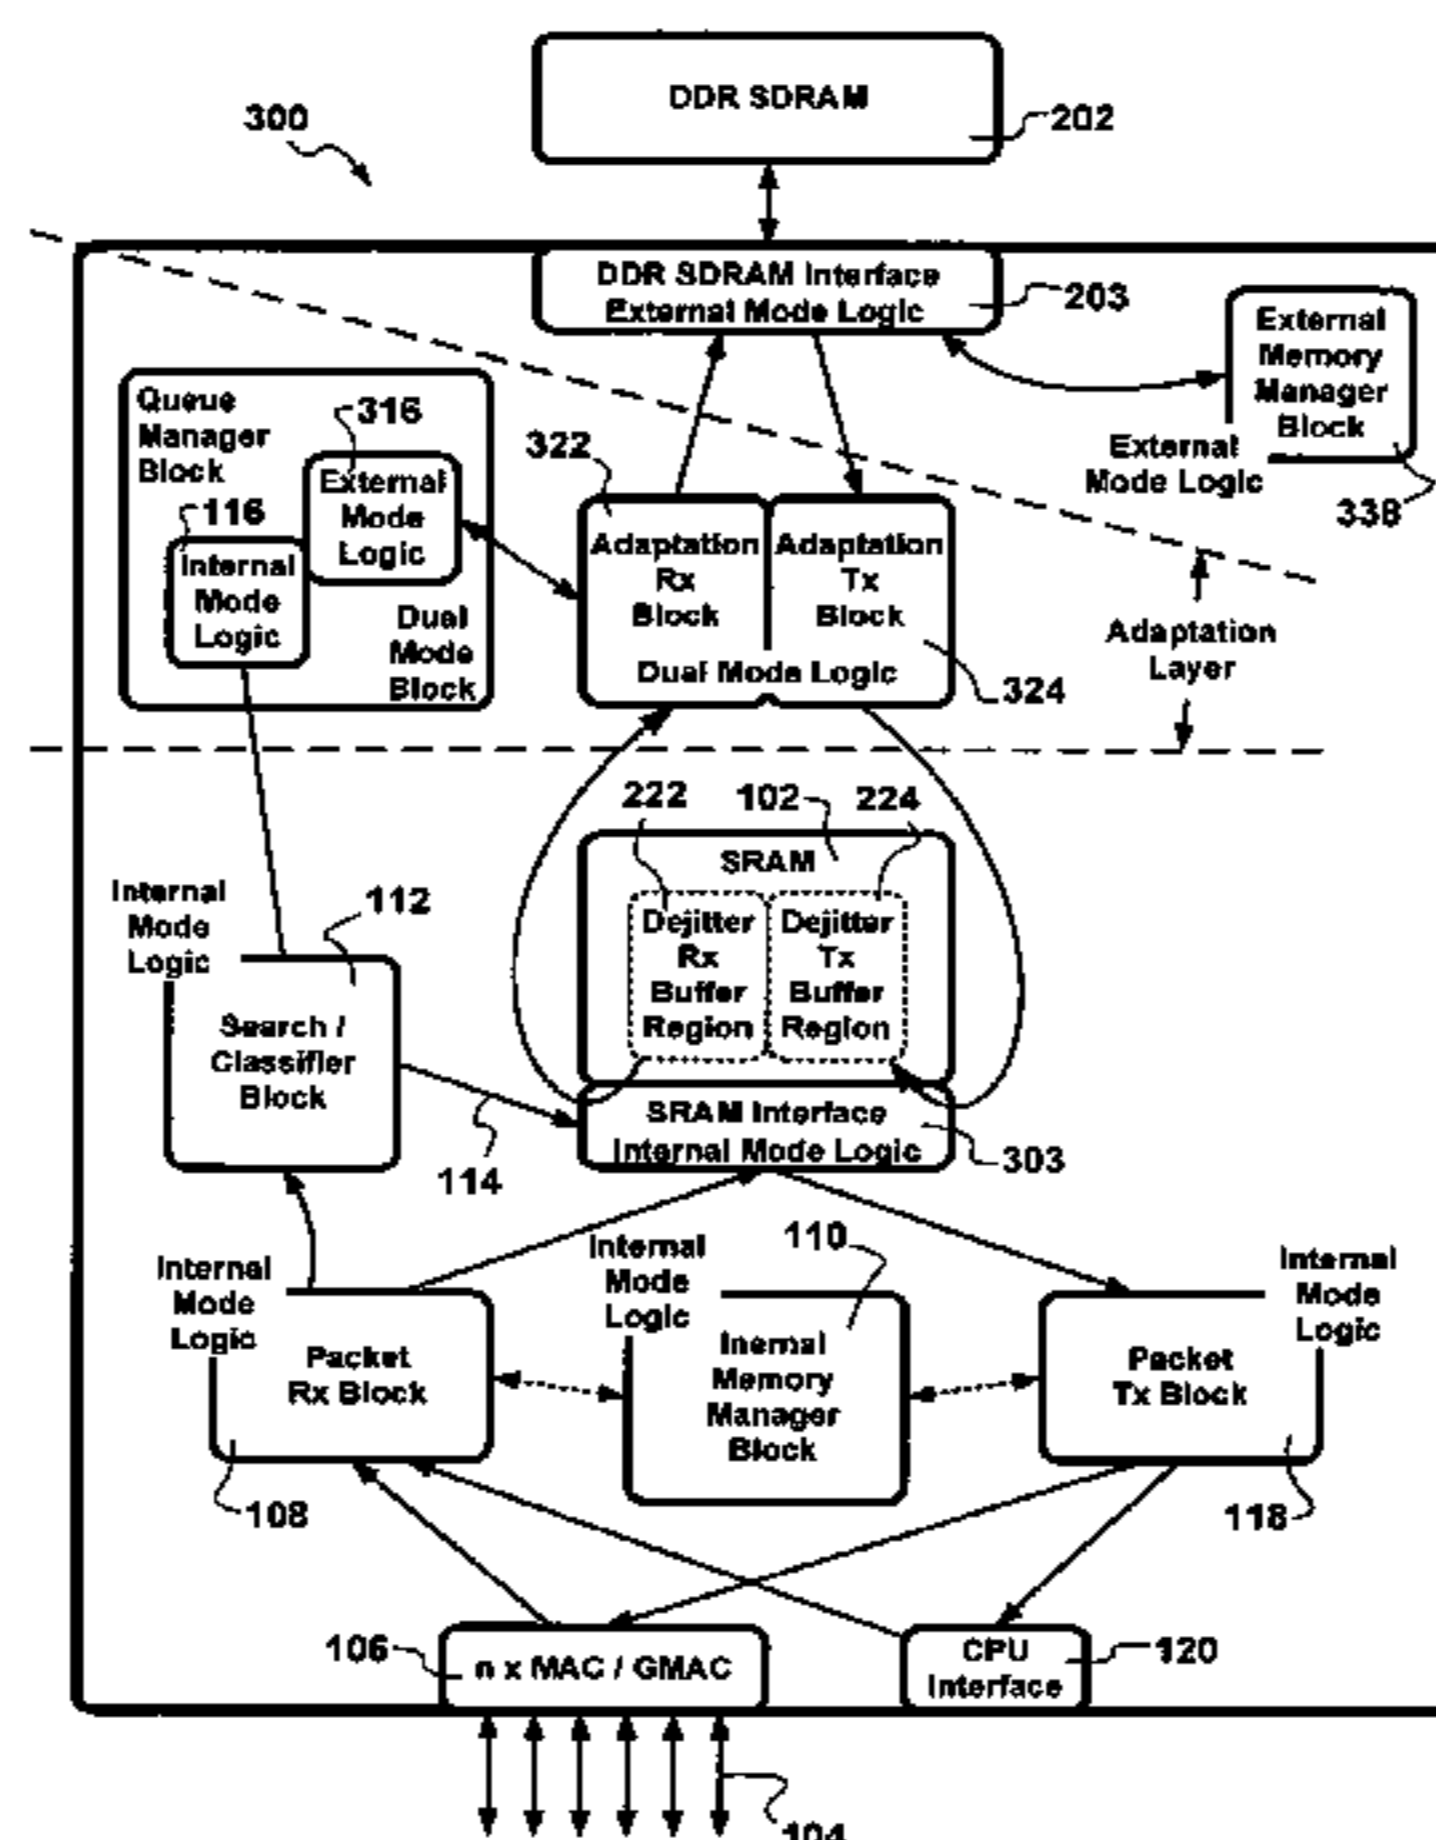 DDR SDRAM
202
300
DDR SDRAM Interface
External Mode Logic
203
External
Memory
Manager
Block
External
Mode Logic
338
Queue
Manager
Block
316
External
Mode
Logic
116
Internal
Mode
Logic
Dual
Mode
Block
322
Adaptation
Rx
Block
Adaptation
Tx
Block
Dual Mode Logic
324
Adaptation
Layer
222
102
224
SRAM
Dejitter
Rx
Buffer
Region
Dejitter
Tx
Buffer
Region
Internal
Mode
Logic
112
Search /
Classifier
Block
114
SRAM Interface
Internal Mode Logic
303
Internal
Mode
Logic
Packet
Rx Block
108
Internal
Mode
Logic
110
Inernal
Memory
Manager
Block
Internal
Mode
Logic
Packet
Tx Block
118
106
n x MAC / GMAC
CPU
Interface
120
104